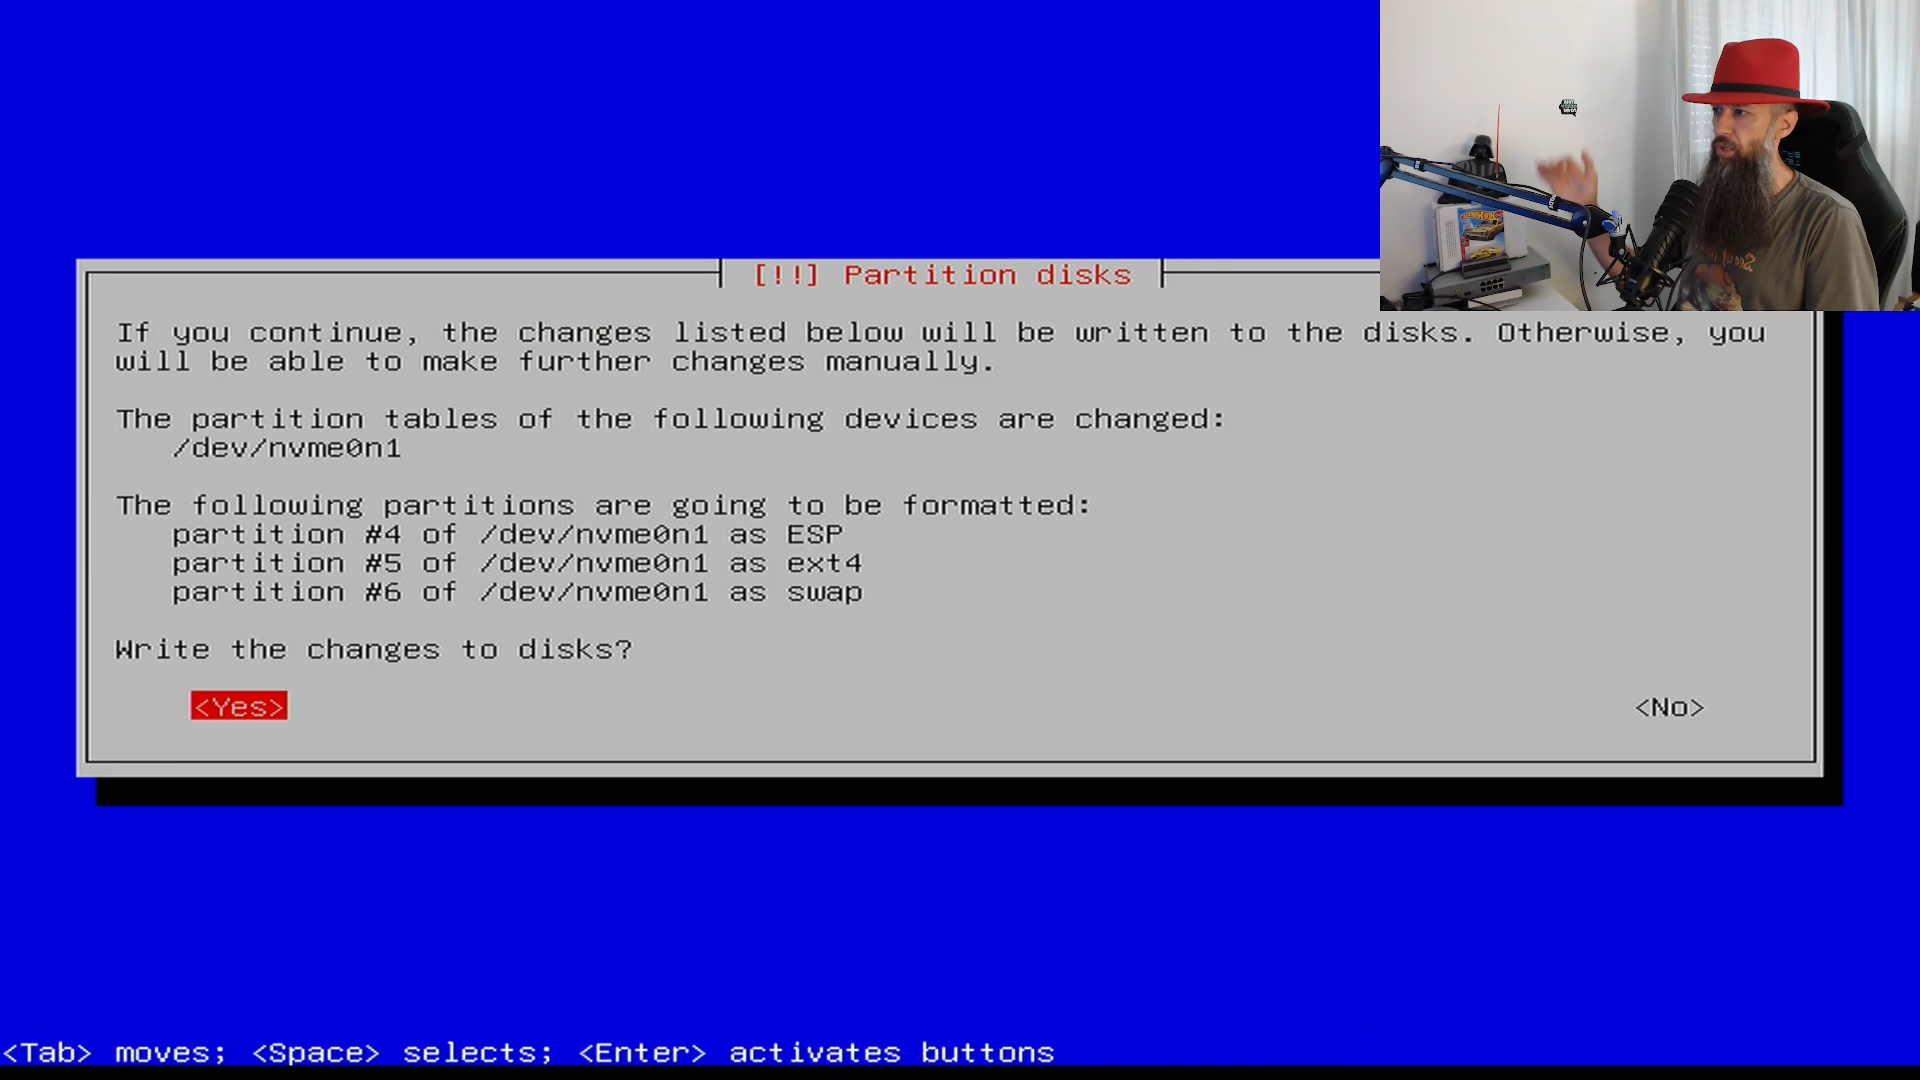 [!!] Partition disks
If you continue, the changes listed below will be written to the disks. Otherwise, you
will be able to make further changes manually.
The partition tables of the following devices are changed:
/dev/nvme0n1
The following partitions are going to be formatted:
partition #4 of /dev/nvme0n1 as ESP
partition #5 of /dev/nvme0n1 as ext4
partition #6 of /dev/nvme0n1 as swap
Write the changes to disks?
<Yes>
<No>
<Tab> moves; <Space> selects; <Enter> activates buttons